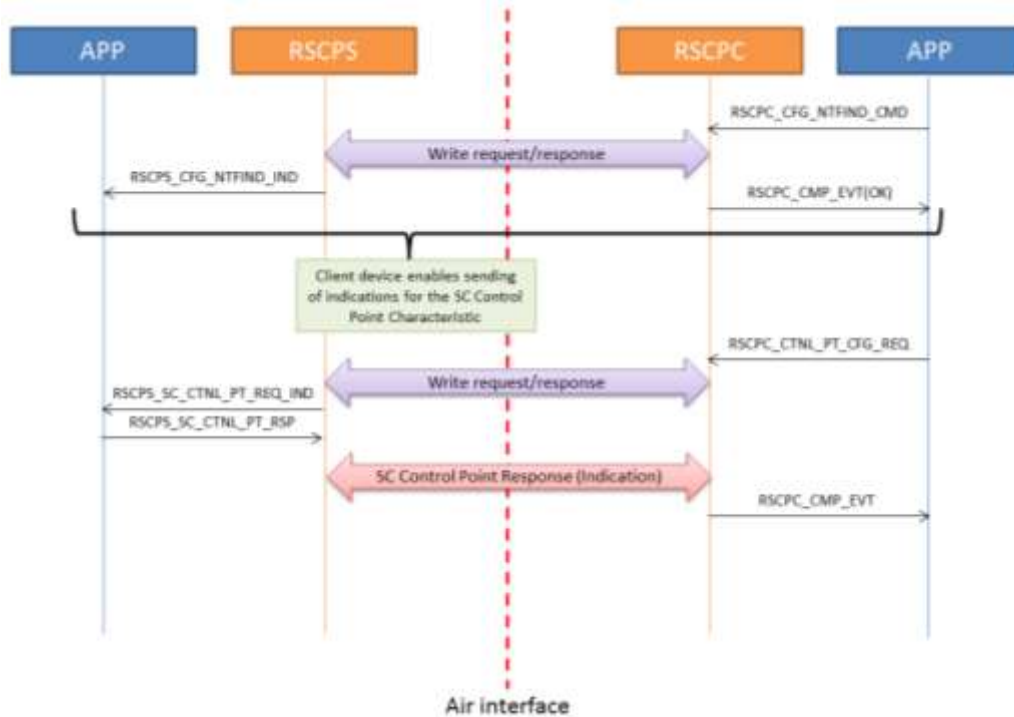 APP
RSCPS
RSCPC
APP
RSCPC_CFG_NTFIND_CMD
Write request/response
RSCPS_CFG_NTFIND_IND
RSCPC_CMP_EVT(OK)
Client device enables sending
of indications for the SC Control
Point Characteristic
RSCPC_CTNL_PT_CFG_REQ
Write request/response
RSCPS_SC_CTNL_PT_REQ_IND
RSCPS_SC_CTNL_PT_RSP
SC Control Point Response (Indication)
RSCPC_CMP_EVT
Air interface